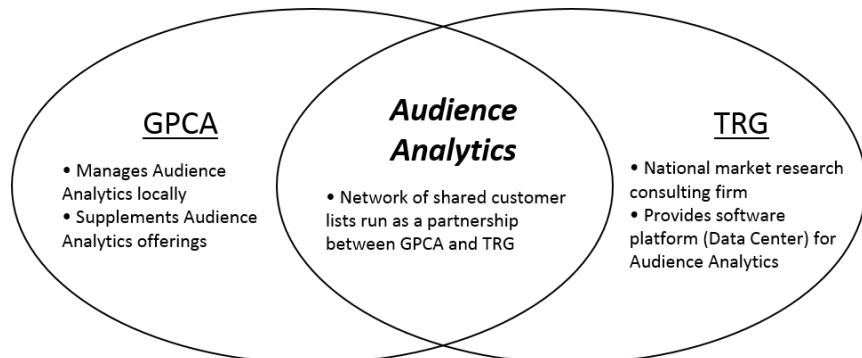 GPCA
• Manages Audience
Analytics locally
• Supplements Audience
Analytics offerings
Audience
Analytics
• Network of shared customer
lists run as a partnership
between GPCA and TRG
TRG
• National market research
consulting firm
• Provides software
platform (Data Center) for
Audience Analytics